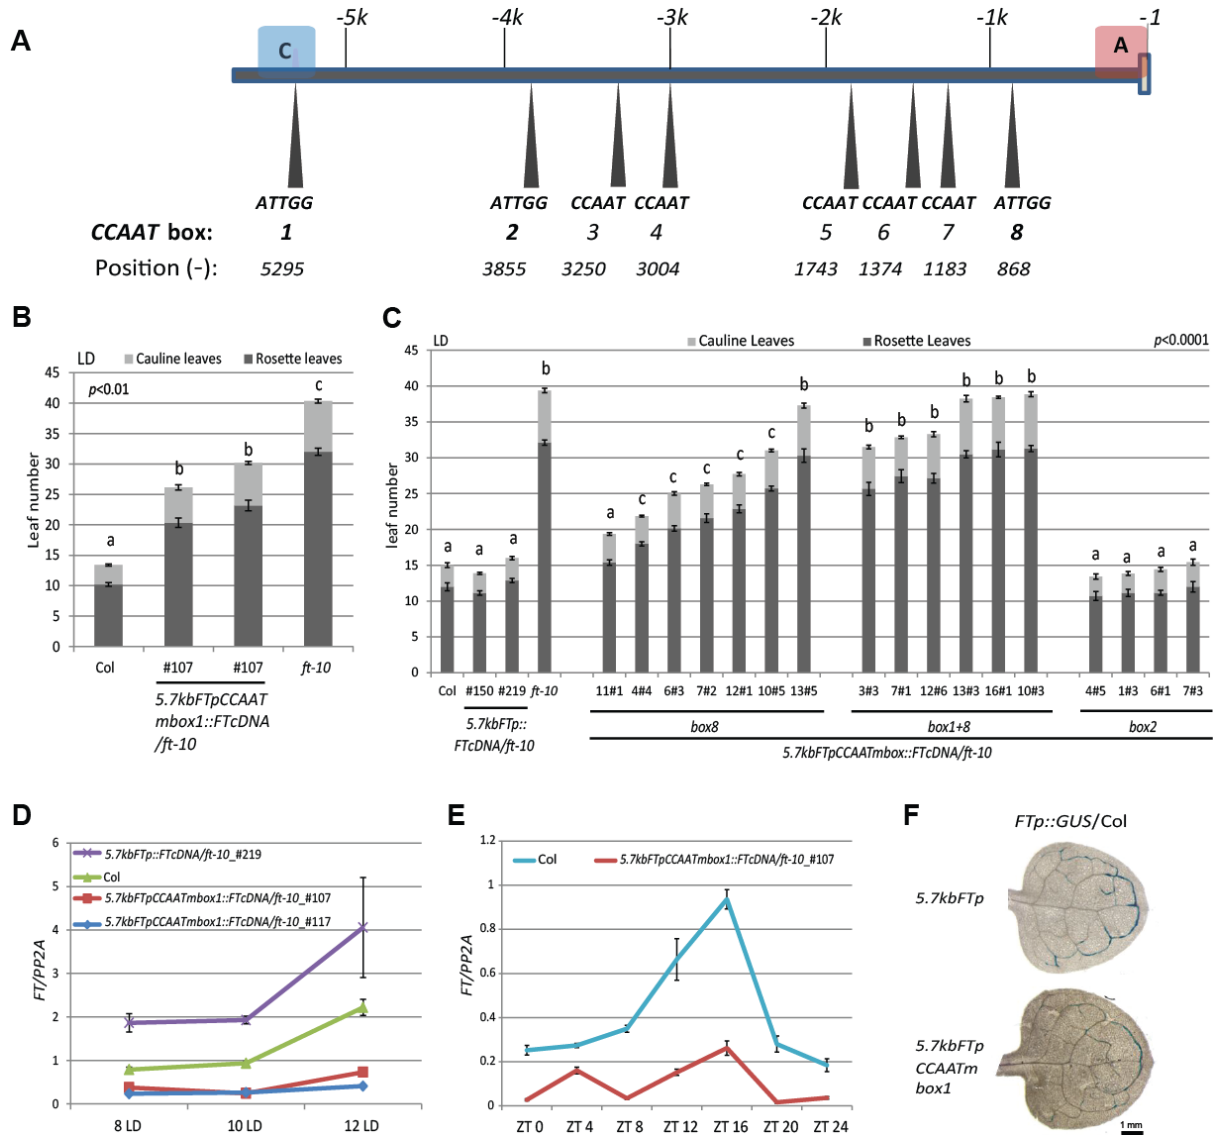 A
-5k -4k -3k -2k -1k -1
C A
ATTGG ATTGG CCAAT CCAAT CCAAT CCAAT CCAAT ATTGG
CCAAT box: 1 2 3 4 5 6 7 8
Position (-): 5295 3855 3250 3004 1743 1374 1183 868
B
LD Cauline leaves Rosette leaves
p<0.01
Leaf number
45
40
35
30
25
20
15
10
5
0
a b b c
Col #107 #107 ft-10
5.7kbFTpCCAAT
mbox1::FTcDNA
/ft-10
C
LD Cauline Leaves Rosette Leaves p<0.0001
leaf number
45
40
35
30
25
20
15
10
5
0
a a a b a c c c c c b b b b b b b a a a a
Col #150 #219 ft-10 11#1 4#4 6#3 7#2 12#1 10#5 13#5 3#3 7#1 12#6 13#3 16#1 10#3 4#5 1#3 6#1 7#3
5.7kbFTp::
FTcDNA/ft-10
box8 box1+8 box2
5.7kbFTpCCAATmbox::FTcDNA/ft-10
D
FT/PP2A
6
5
4
3
2
1
0
5.7kbFTp::FTcDNA/ft-10_#219
Col
5.7kbFTpCCAATmbox1::FTcDNA/ft-10_#107
5.7kbFTpCCAATmbox1::FTcDNA/ft-10_#117
8 LD 10 LD 12 LD
E
FT/PP2A
1.2
1
0.8
0.6
0.4
0.2
0
Col 5.7kbFTpCCAATmbox1::FTcDNA/ft-10_#107
ZT 0 ZT 4 ZT 8 ZT 12 ZT 16 ZT 20 ZT 24
F
FTp::GUS/Col
5.7kbFTp
5.7kbFTp
CCAATm
box1
1 mm